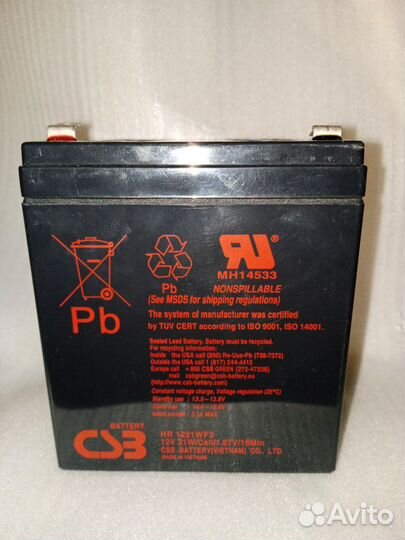 Pb
Pb
MH14533
NONSPILLABLE
(See MSDS for shipping regulations)
The system of manufacturer was certified
by TUV CERT according to ISO 9001, ISO 14001.
Sealed Lead Battery. Battery must be recycled.
For recycling information:
Inside the USA call (800) Re-Use-Pb (738-7372)
Outside the USA call 1 (817) 244-4415
Europe call + 800 CSB GREEN (272-47336)
mail csbgreen@csb-battery.eu
http://www.csb-battery.com
Constant voltage charge, Voltage regulation (25°C)
Standby use : 13.5~13.8V
Cycle use :
Initial current : 2.1A MAX.
BATTERY
CSB
HR 1221WF2
12V 21W/Cell/1.67V/15Min
CSB BATTERY(VIETNAM) CO., LTD.
MADE IN VIETNAM
Avito